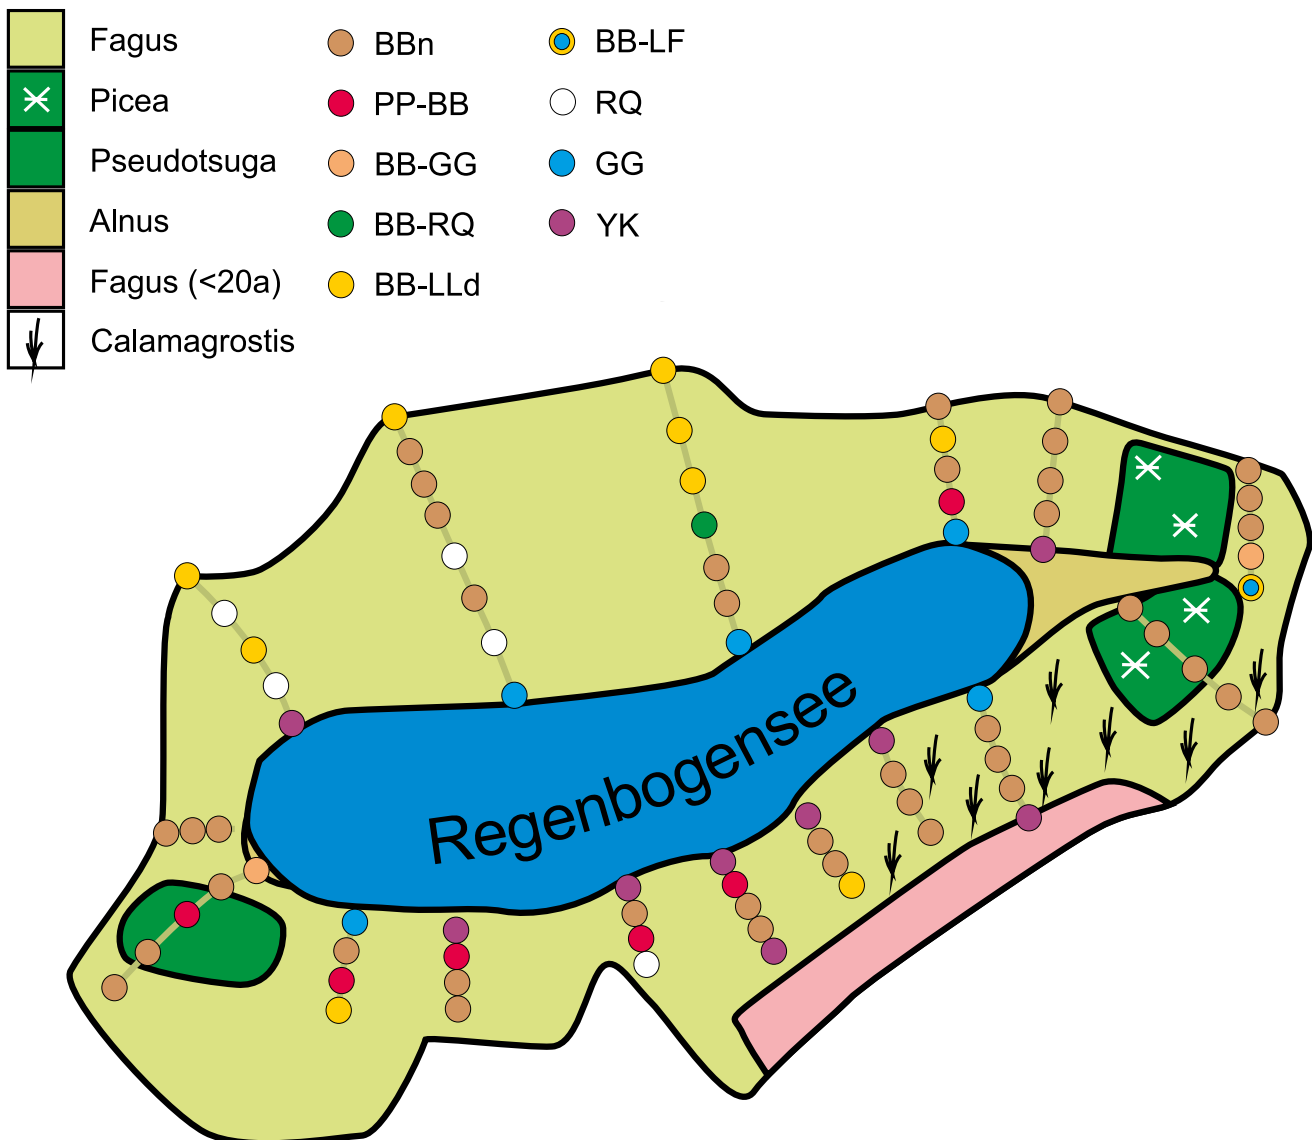 Fagus
Picea
Pseudotsuga
Alnus
Fagus (<20a)
Calamagrostis
BBn
PP-BB
BB-GG
BB-RQ
BB-LLd
BB-LF
RQ
GG
YK
Regenbogensee